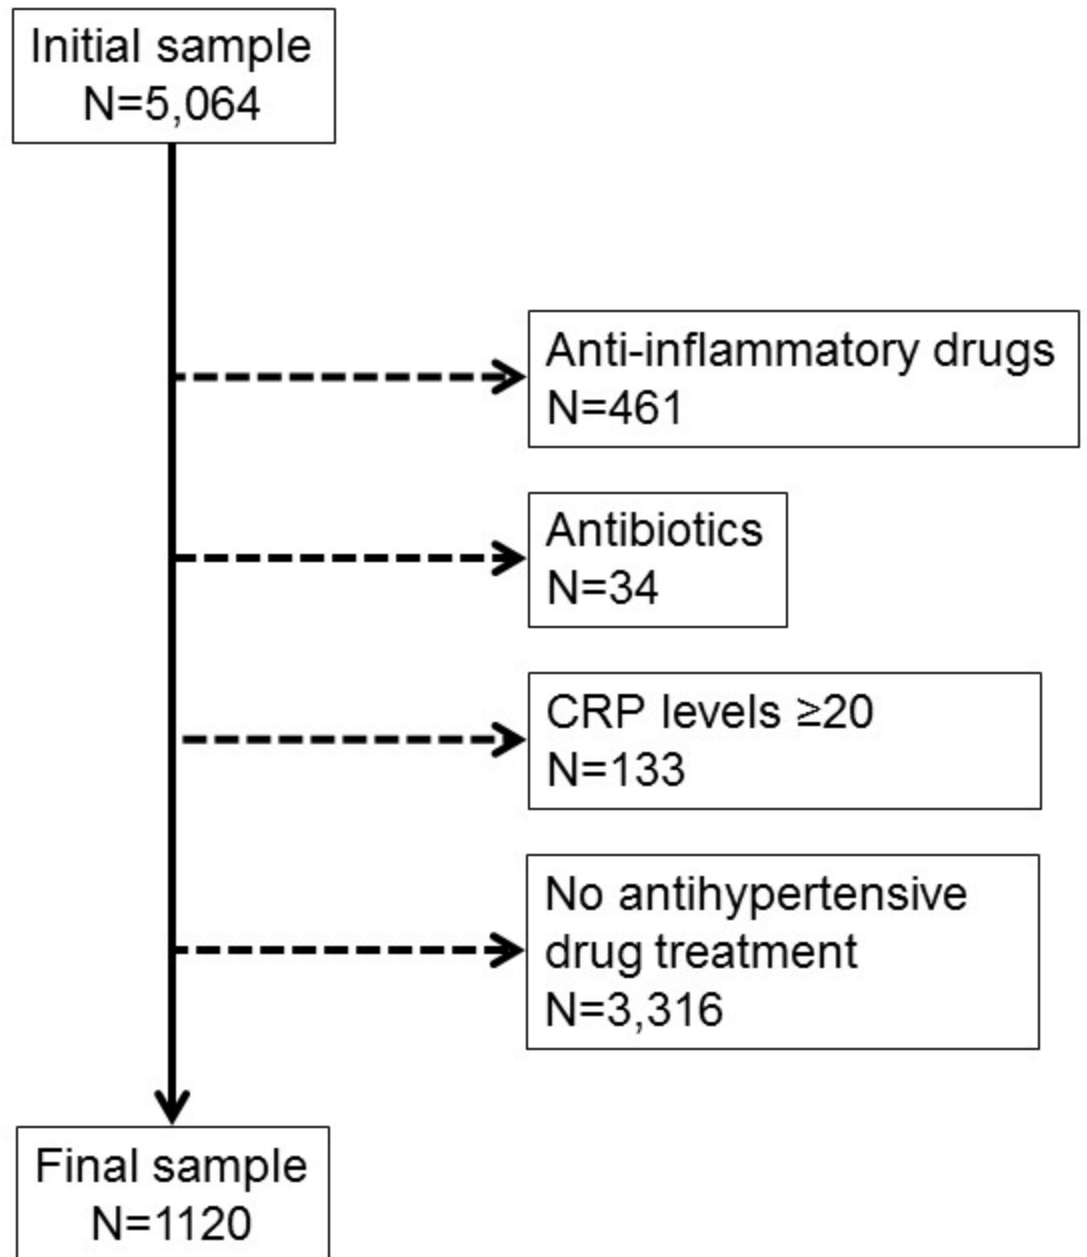 Initial sample
N=5,064
Anti-inflammatory drugs
N=461
Antibiotics
N=34
CRP levels ≥20
N=133
No antihypertensive
drug treatment
N=3,316
Final sample
N=1120